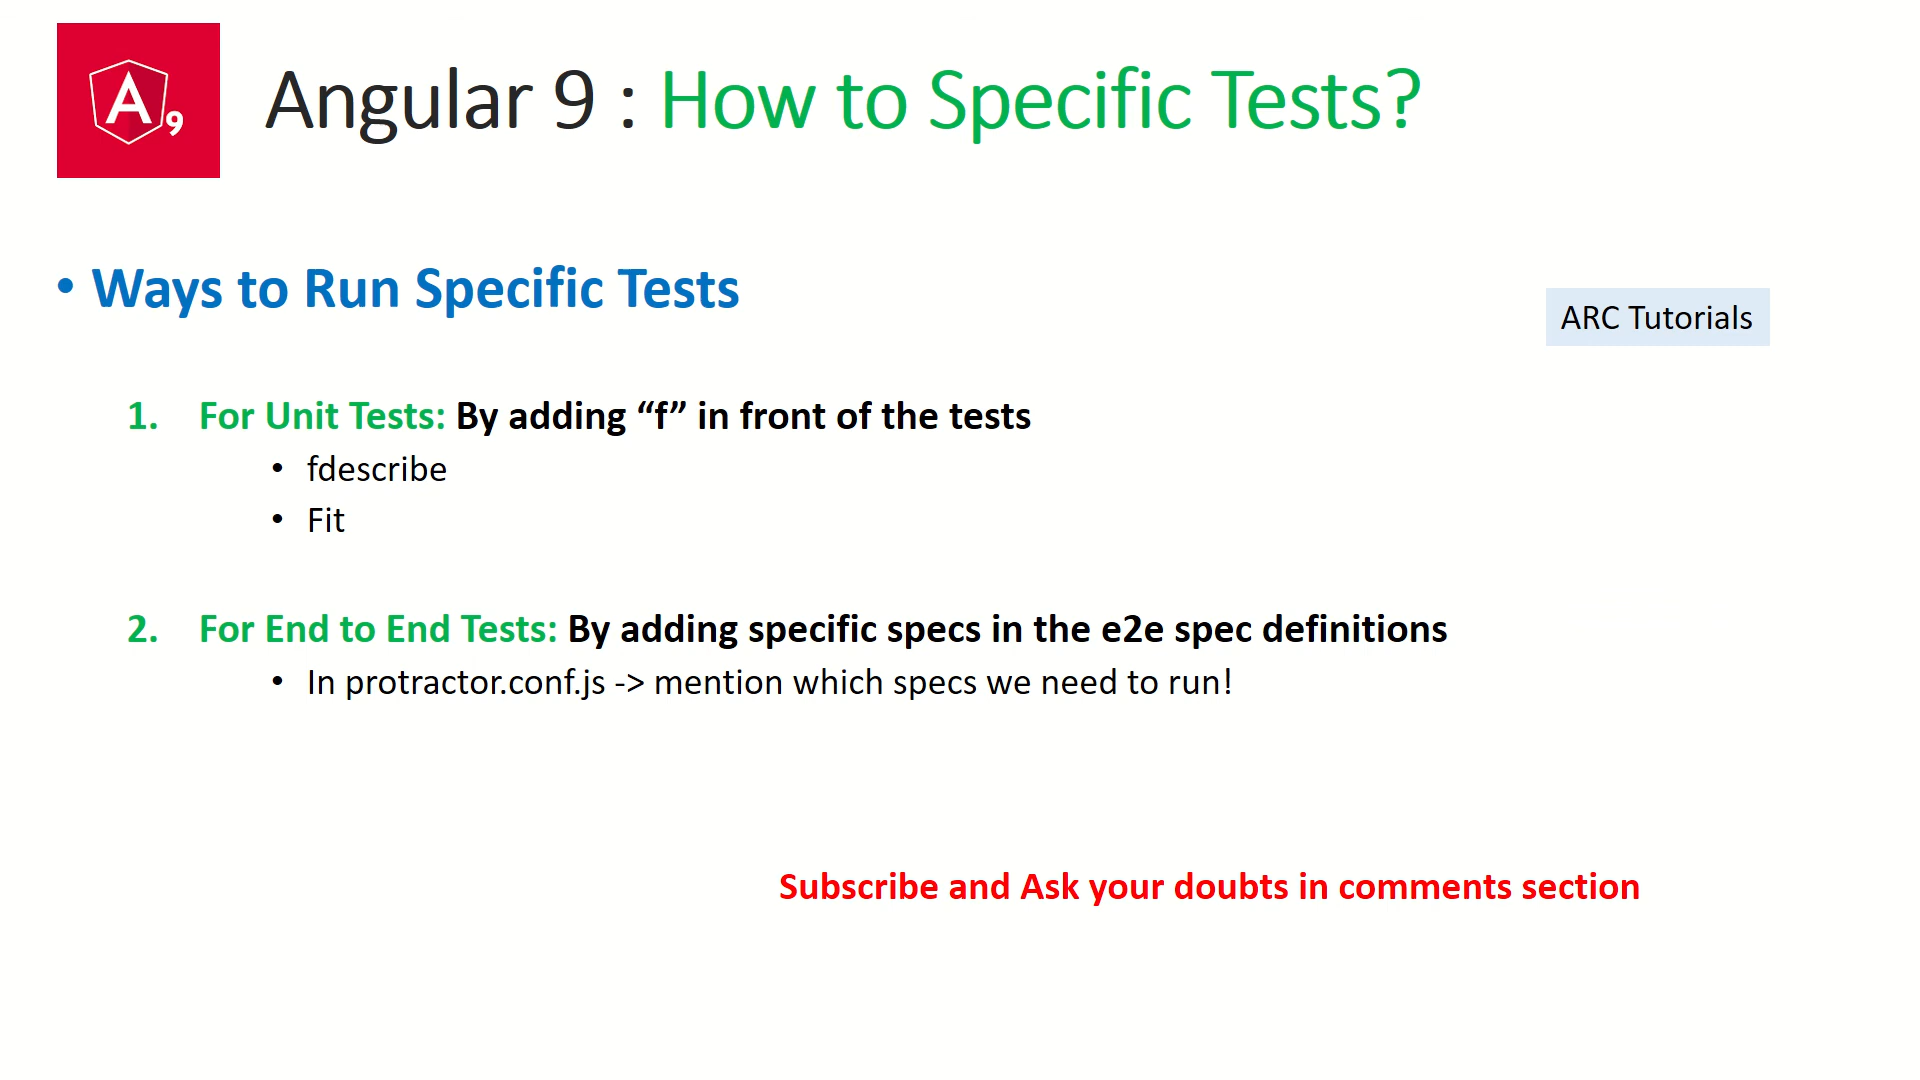 A9
Angular 9 : How to Specific Tests?
• Ways to Run Specific Tests
ARC Tutorials
1. For Unit Tests: By adding “f” in front of the tests
• fdescribe
• Fit
2. For End to End Tests: By adding specific specs in the e2e spec definitions
• In protractor.conf.js -> mention which specs we need to run!
Subscribe and Ask your doubts in comments section